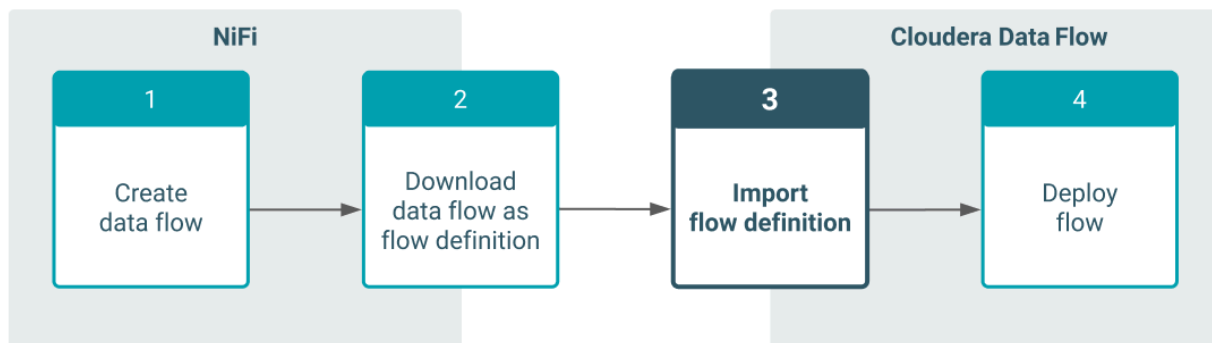 NiFi
Cloudera Data Flow
1
Create
data flow
2
Download
data flow as
flow definition
3
Import
flow definition
4
Deploy
flow